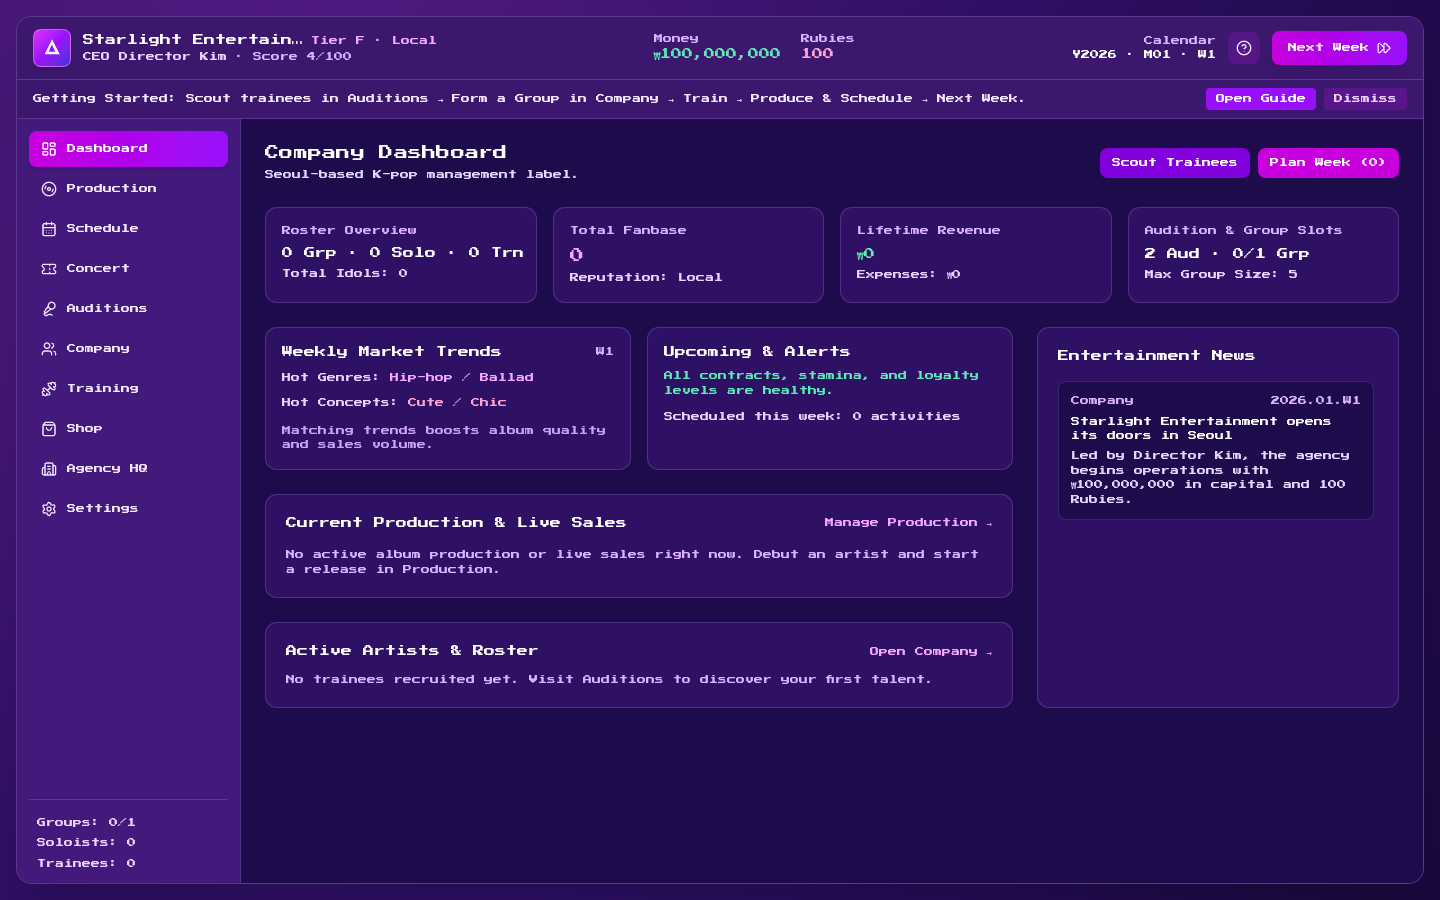 Starlight Entertain… Tier F · Local
CEO Director Kim · Score 4/100
Money
₩100,000,000
Rubies
100
Calendar
Y2026 · M01 · W1
Next Week
Getting Started: Scout trainees in Auditions → Form a Group in Company → Train → Produce & Schedule → Next Week.
Open Guide
Dismiss
Dashboard
Production
Schedule
Concert
Auditions
Company
Training
Shop
Agency HQ
Settings
Groups: 0/1
Soloists: 0
Trainees: 0
Company Dashboard
Seoul-based K-pop management label.
Scout Trainees
Plan Week (0)
Roster Overview
0 Grp · 0 Solo · 0 Trn
Total Idols: 0
Total Fanbase
0
Reputation: Local
Lifetime Revenue
₩0
Expenses: ₩0
Audition & Group Slots
2 Aud · 0/1 Grp
Max Group Size: 5
Weekly Market Trends W1
Hot Genres: Hip-hop / Ballad
Hot Concepts: Cute / Chic
Matching trends boosts album quality
and sales volume.
Upcoming & Alerts
All contracts, stamina, and loyalty
levels are healthy.
Scheduled this week: 0 activities
Current Production & Live Sales
Manage Production →
No active album production or live sales right now. Debut an artist and start
a release in Production.
Active Artists & Roster
Open Company →
No trainees recruited yet. Visit Auditions to discover your first talent.
Entertainment News
Company 2026.01.W1
Starlight Entertainment opens
its doors in Seoul
Led by Director Kim, the agency
begins operations with
₩100,000,000 in capital and 100
Rubies.